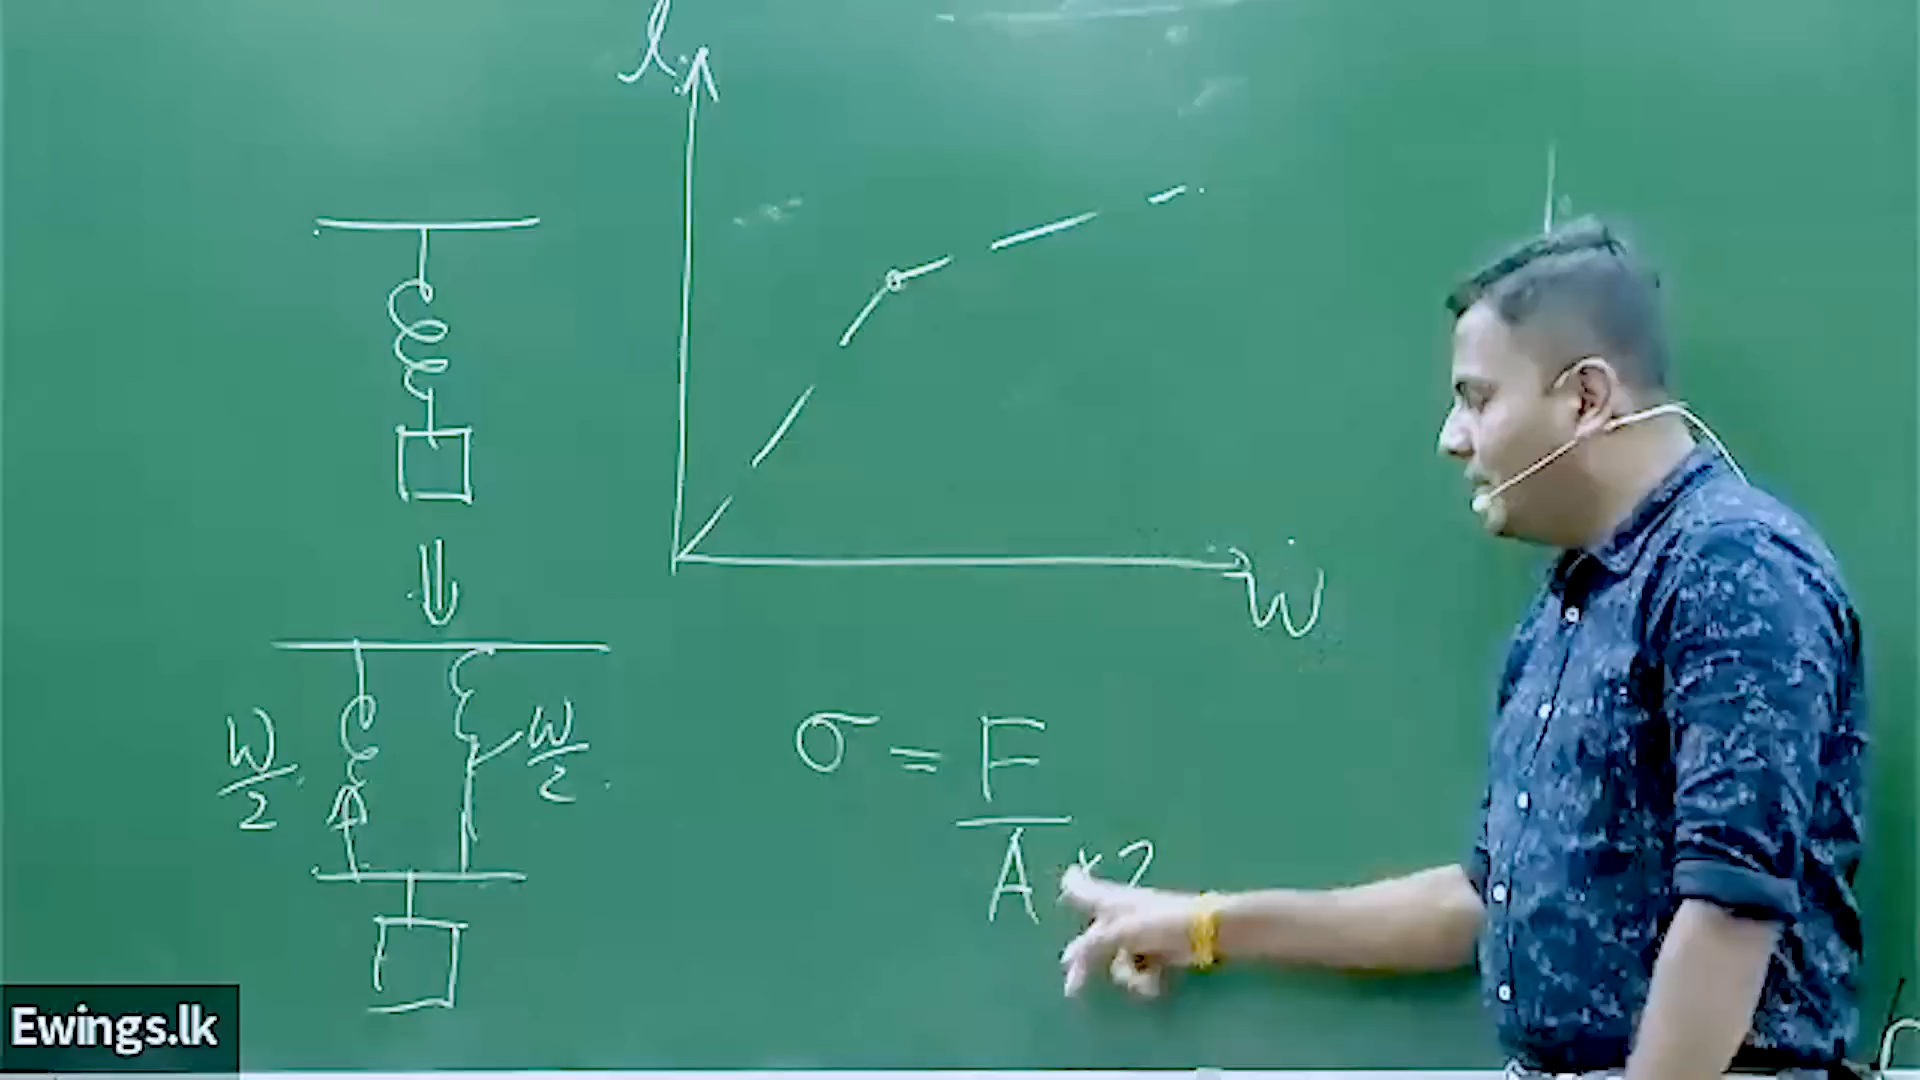 l
W
W/2
W/2
σ = F/A × 2
Ewings.lk